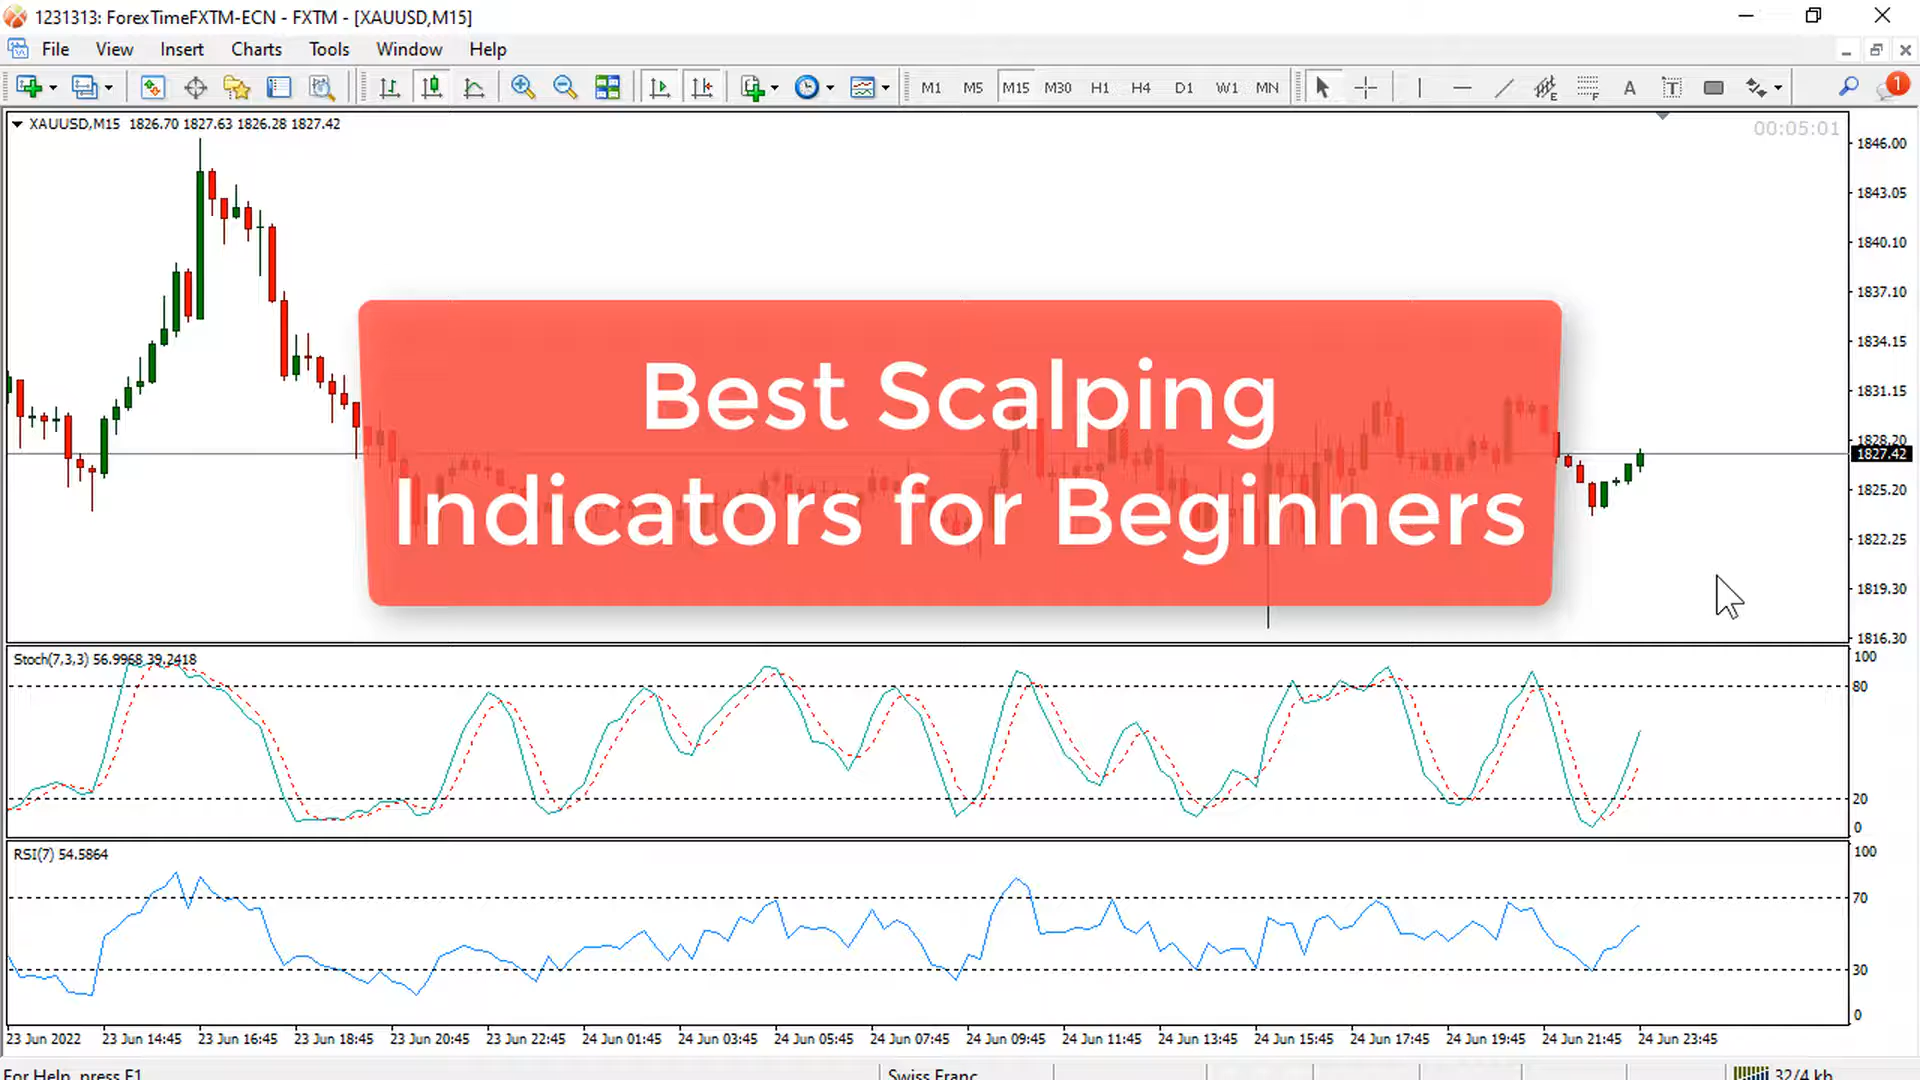 1231313: ForexTimeFXTM-ECN - FXTM - [XAUUSD,M15]
File View Insert Charts Tools Window Help
M1 M5 M15 M30 H1 H4 D1 W1 MN E F A T 1
XAUUSD,M15 1826.70 1827.63 1826.28 1827.42
00:05:01
1846.00
1843.05
1840.10
1837.10
1834.15
1831.15
1828.20
1827.42
1825.20
1822.25
1819.30
1816.30
Best Scalping
Indicators for Beginners
Stoch(7,3,3) 56.9968 39.2418
100
80
20
0
RSI(7) 54.5864
100
70
30
0
23 Jun 2022 23 Jun 14:45 23 Jun 16:45 23 Jun 18:45 23 Jun 20:45 23 Jun 22:45 24 Jun 01:45 24 Jun 03:45 24 Jun 05:45 24 Jun 07:45 24 Jun 09:45 24 Jun 11:45 24 Jun 13:45 24 Jun 15:45 24 Jun 17:45 24 Jun 19:45 24 Jun 21:45 24 Jun 23:45
For Help, press F1 Swiss Franc 32/4 kb